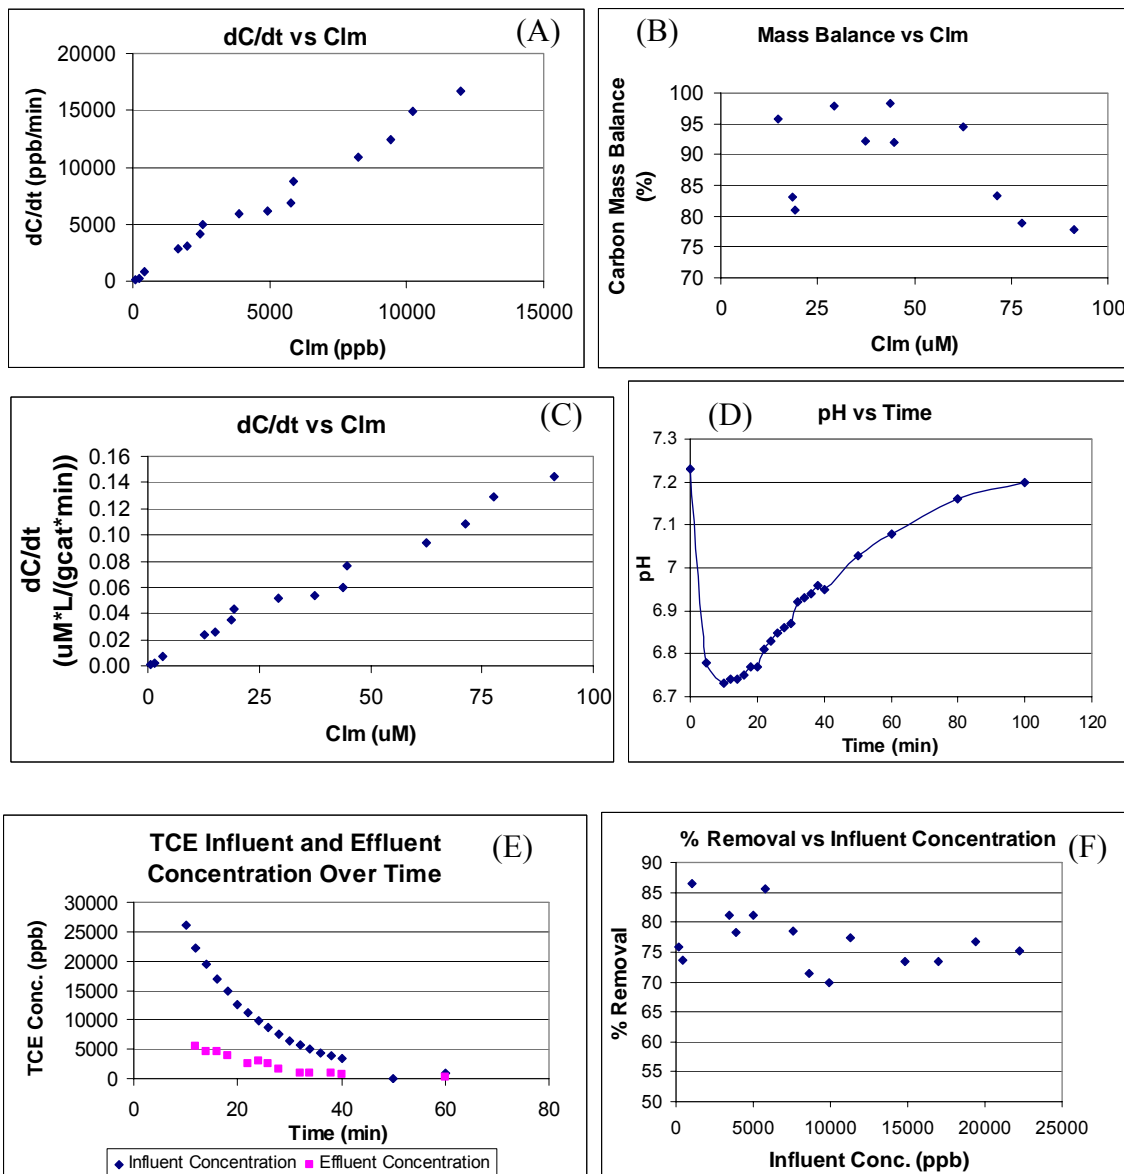 dC/dt vs Clm
(A)
20000
15000
10000
5000
0
dC/dt (ppb/min)
0 5000 10000 15000
Clm (ppb)
(B)
Mass Balance vs Clm
100
95
90
85
80
75
70
Carbon Mass Balance
(%)
0 25 50 75 100
Clm (uM)
dC/dt vs Clm
(C)
0.16
0.14
0.12
0.10
0.08
0.06
0.04
0.02
0.00
dC/dt
(uM*L/(gcat*min))
0 25 50 75 100
Clm (uM)
(D)
pH vs Time
7.3
7.2
7.1
7
6.9
6.8
6.7
pH
0 20 40 60 80 100 120
Time (min)
TCE Influent and Effluent
Concentration Over Time
(E)
30000
25000
20000
15000
10000
5000
0
TCE Conc. (ppb)
0 20 40 60 80
Time (min)
Influent Concentration Effluent Concentration
% Removal vs Influent Concentration
(F)
90
85
80
75
70
65
60
55
50
% Removal
0 5000 10000 15000 20000 25000
Influent Conc. (ppb)